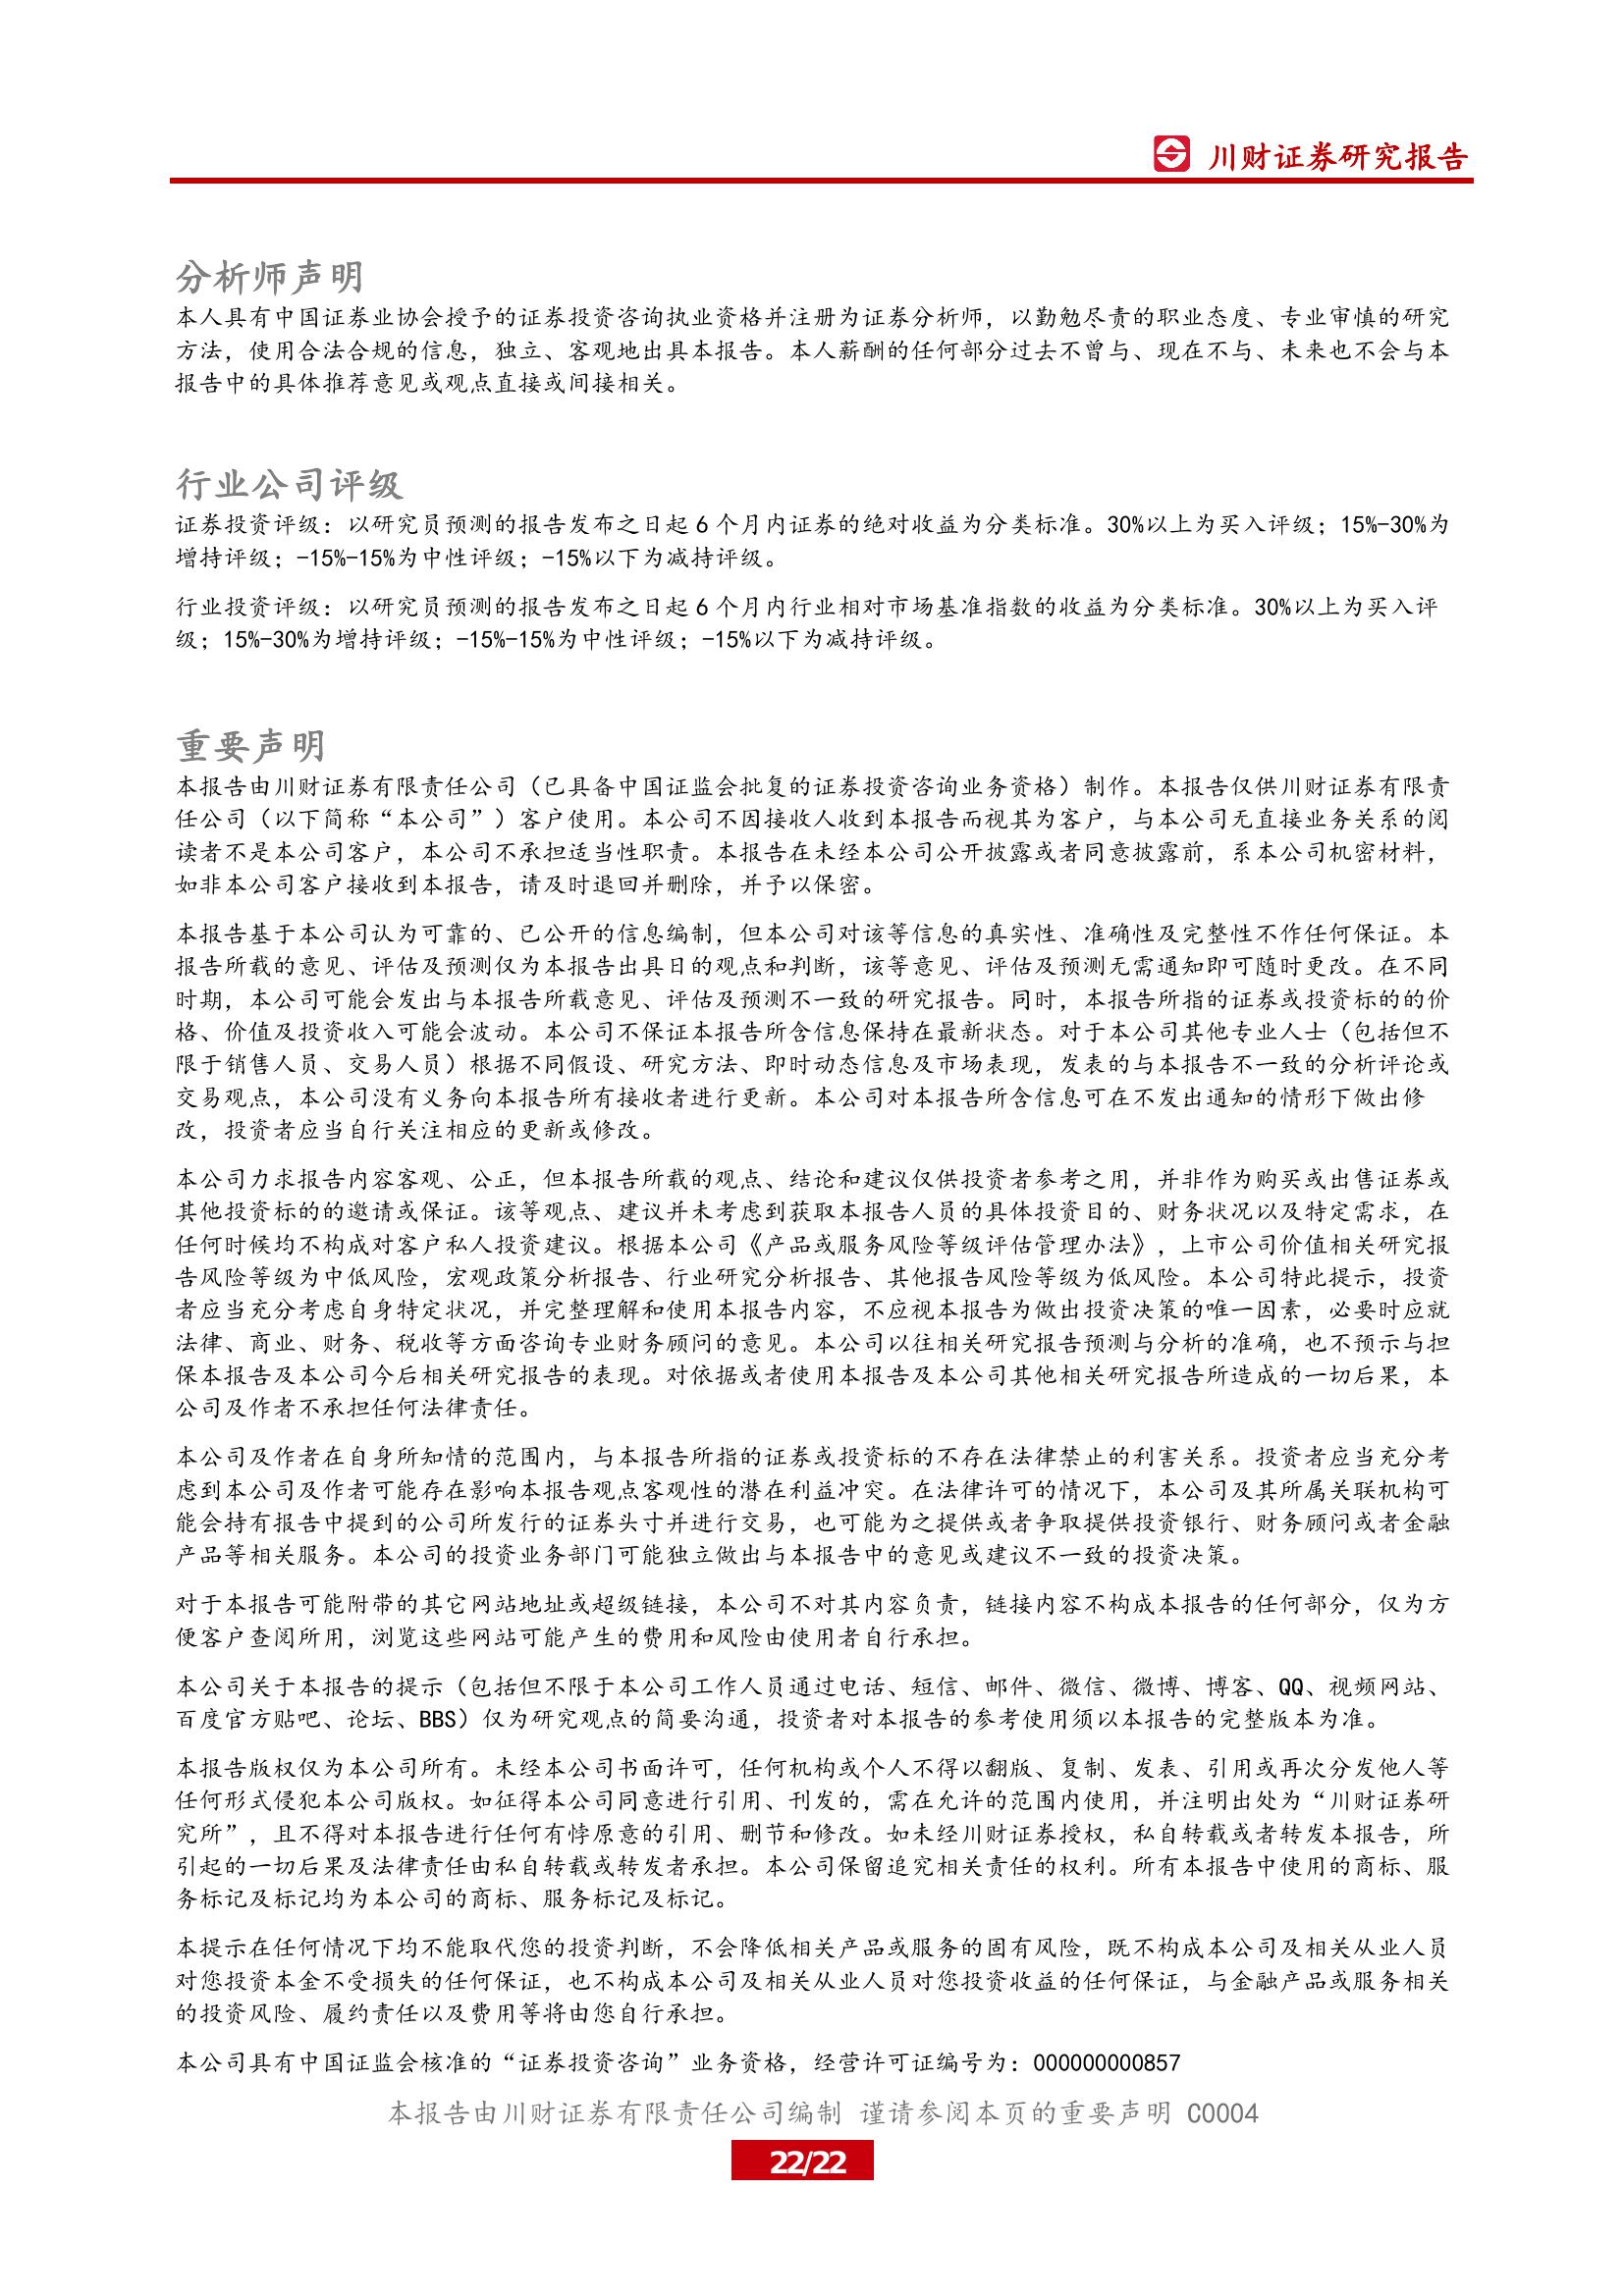 川财证券研究报告
分析师声明
本人具有中国证券业协会授予的证券投资咨询执业资格并注册为证券分析师，以勤勉尽责的职业态度、专业审慎的研究
方法，使用合法合规的信息，独立、客观地出具本报告。本人薪酬的任何部分过去不曾与、现在不与、未来也不会与本
报告中的具体推荐意见或观点直接或间接相关。
行业公司评级
证券投资评级：以研究员预测的报告发布之日起 6 个月内证券的绝对收益为分类标准。30%以上为买入评级；15%-30%为
增持评级；-15%-15%为中性评级；-15%以下为减持评级。
行业投资评级：以研究员预测的报告发布之日起 6 个月内行业相对市场基准指数的收益为分类标准。30%以上为买入评
级；15%-30%为增持评级；-15%-15%为中性评级；-15%以下为减持评级。
重要声明
本报告由川财证券有限责任公司（已具备中国证监会批复的证券投资咨询业务资格）制作。本报告仅供川财证券有限责
任公司（以下简称“本公司”）客户使用。本公司不因接收人收到本报告而视其为客户，与本公司无直接业务关系的阅
读者不是本公司客户，本公司不承担适当性职责。本报告在未经本公司公开披露或者同意披露前，系本公司机密材料，
如非本公司客户接收到本报告，请及时退回并删除，并予以保密。
本报告基于本公司认为可靠的、已公开的信息编制，但本公司对该等信息的真实性、准确性及完整性不作任何保证。本
报告所载的意见、评估及预测仅为本报告出具日的观点和判断，该等意见、评估及预测无需通知即可随时更改。在不同
时期，本公司可能会发出与本报告所载意见、评估及预测不一致的研究报告。同时，本报告所指的证券或投资标的的价
格、价值及投资收入可能会波动。本公司不保证本报告所含信息保持在最新状态。对于本公司其他专业人士（包括但不
限于销售人员、交易人员）根据不同假设、研究方法、即时动态信息及市场表现，发表的与本报告不一致的分析评论或
交易观点，本公司没有义务向本报告所有接收者进行更新。本公司对本报告所含信息可在不发出通知的情形下做出修
改，投资者应当自行关注相应的更新或修改。
本公司力求报告内容客观、公正，但本报告所载的观点、结论和建议仅供投资者参考之用，并非作为购买或出售证券或
其他投资标的的邀请或保证。该等观点、建议并未考虑到获取本报告人员的具体投资目的、财务状况以及特定需求，在
任何时候均不构成对客户私人投资建议。根据本公司《产品或服务风险等级评估管理办法》，上市公司价值相关研究报
告风险等级为中低风险，宏观政策分析报告、行业研究分析报告、其他报告风险等级为低风险。本公司特此提示，投资
者应当充分考虑自身特定状况，并完整理解和使用本报告内容，不应视本报告为做出投资决策的唯一因素，必要时应就
法律、商业、财务、税收等方面咨询专业财务顾问的意见。本公司以往相关研究报告预测与分析的准确，也不预示与担
保本报告及本公司今后相关研究报告的表现。对依据或者使用本报告及本公司其他相关研究报告所造成的一切后果，本
公司及作者不承担任何法律责任。
本公司及作者在自身所知情的范围内，与本报告所指的证券或投资标的不存在法律禁止的利害关系。投资者应当充分考
虑到本公司及作者可能存在影响本报告观点客观性的潜在利益冲突。在法律许可的情况下，本公司及其所属关联机构可
能会持有报告中提到的公司所发行的证券头寸并进行交易，也可能为之提供或者争取提供投资银行、财务顾问或者金融
产品等相关服务。本公司的投资业务部门可能独立做出与本报告中的意见或建议不一致的投资决策。
对于本报告可能附带的其它网站地址或超级链接，本公司不对其内容负责，链接内容不构成本报告的任何部分，仅为方
便客户查阅所用，浏览这些网站可能产生的费用和风险由使用者自行承担。
本公司关于本报告的提示（包括但不限于本公司工作人员通过电话、短信、邮件、微信、微博、博客、QQ、视频网站、
百度官方贴吧、论坛、BBS）仅为研究观点的简要沟通，投资者对本报告的参考使用须以本报告的完整版本为准。
本报告版权仅为本公司所有。未经本公司书面许可，任何机构或个人不得以翻版、复制、发表、引用或再次分发他人等
任何形式侵犯本公司版权。如征得本公司同意进行引用、刊发的，需在允许的范围内使用，并注明出处为“川财证券研
究所”，且不得对本报告进行任何有悖原意的引用、删节和修改。如未经川财证券授权，私自转载或者转发本报告，所
引起的一切后果及法律责任由私自转载或转发者承担。本公司保留追究相关责任的权利。所有本报告中使用的商标、服
务标记及标记均为本公司的商标、服务标记及标记。
本提示在任何情况下均不能取代您的投资判断，不会降低相关产品或服务的固有风险，既不构成本公司及相关从业人员
对您投资本金不受损失的任何保证，也不构成本公司及相关从业人员对您投资收益的任何保证，与金融产品或服务相关
的投资风险、履约责任以及费用等将由您自行承担。
本公司具有中国证监会核准的“证券投资咨询”业务资格，经营许可证编号为：000000000857
本报告由川财证券有限责任公司编制 谨请参阅本页的重要声明 C0004
22/22